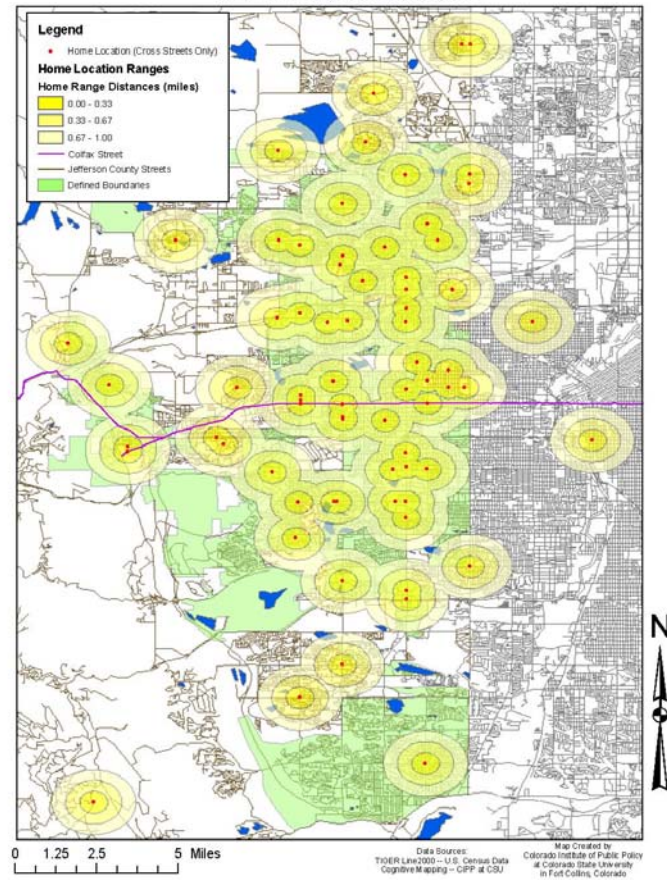 Legend
Home Location (Cross Streets Only)
Home Location Ranges
Home Range Distances (miles)
0.00 - 0.33
0.33 - 0.67
0.67 - 1.00
Colfax Street
Jefferson County Streets
Defined Boundaries
N
0 1.25 2.5 5 Miles
Data Sources:
TIGER Line2000 -- U.S. Census Data
Cognitive Mapping -- CIPP at CSU
Map Created by
Colorado Institute of Public Policy
at Colorado State University
in Fort Collins, Colorado